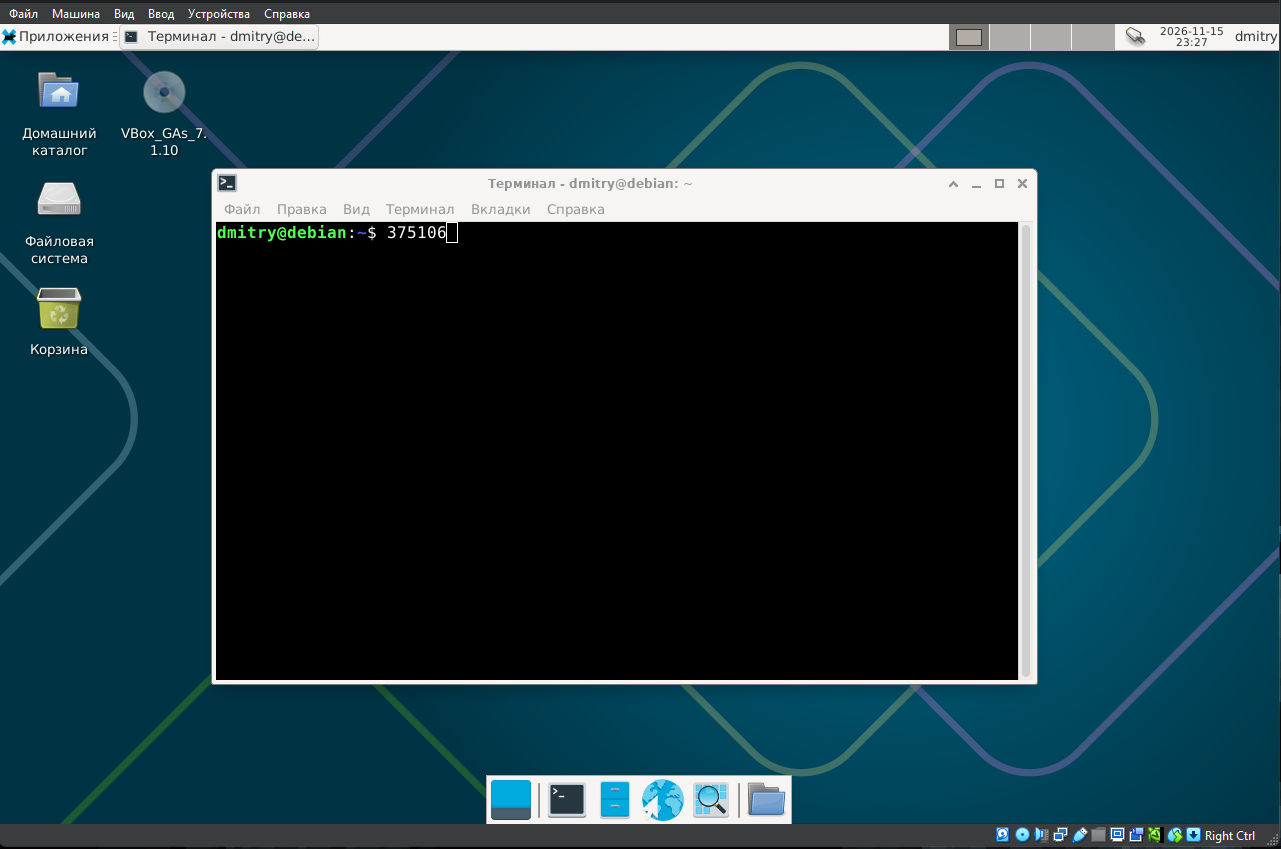 Файл Машина Вид Ввод Устройства Справка
Приложения Терминал - dmitry@de... 2026-11-15
23:27 dmitry
Домашний
каталог
VBox_GAs_7.
1.10
Файловая
система
Корзина
Терминал - dmitry@debian: ~
Файл Правка Вид Терминал Вкладки Справка
dmitry@debian:~$ 375106
Right Ctrl